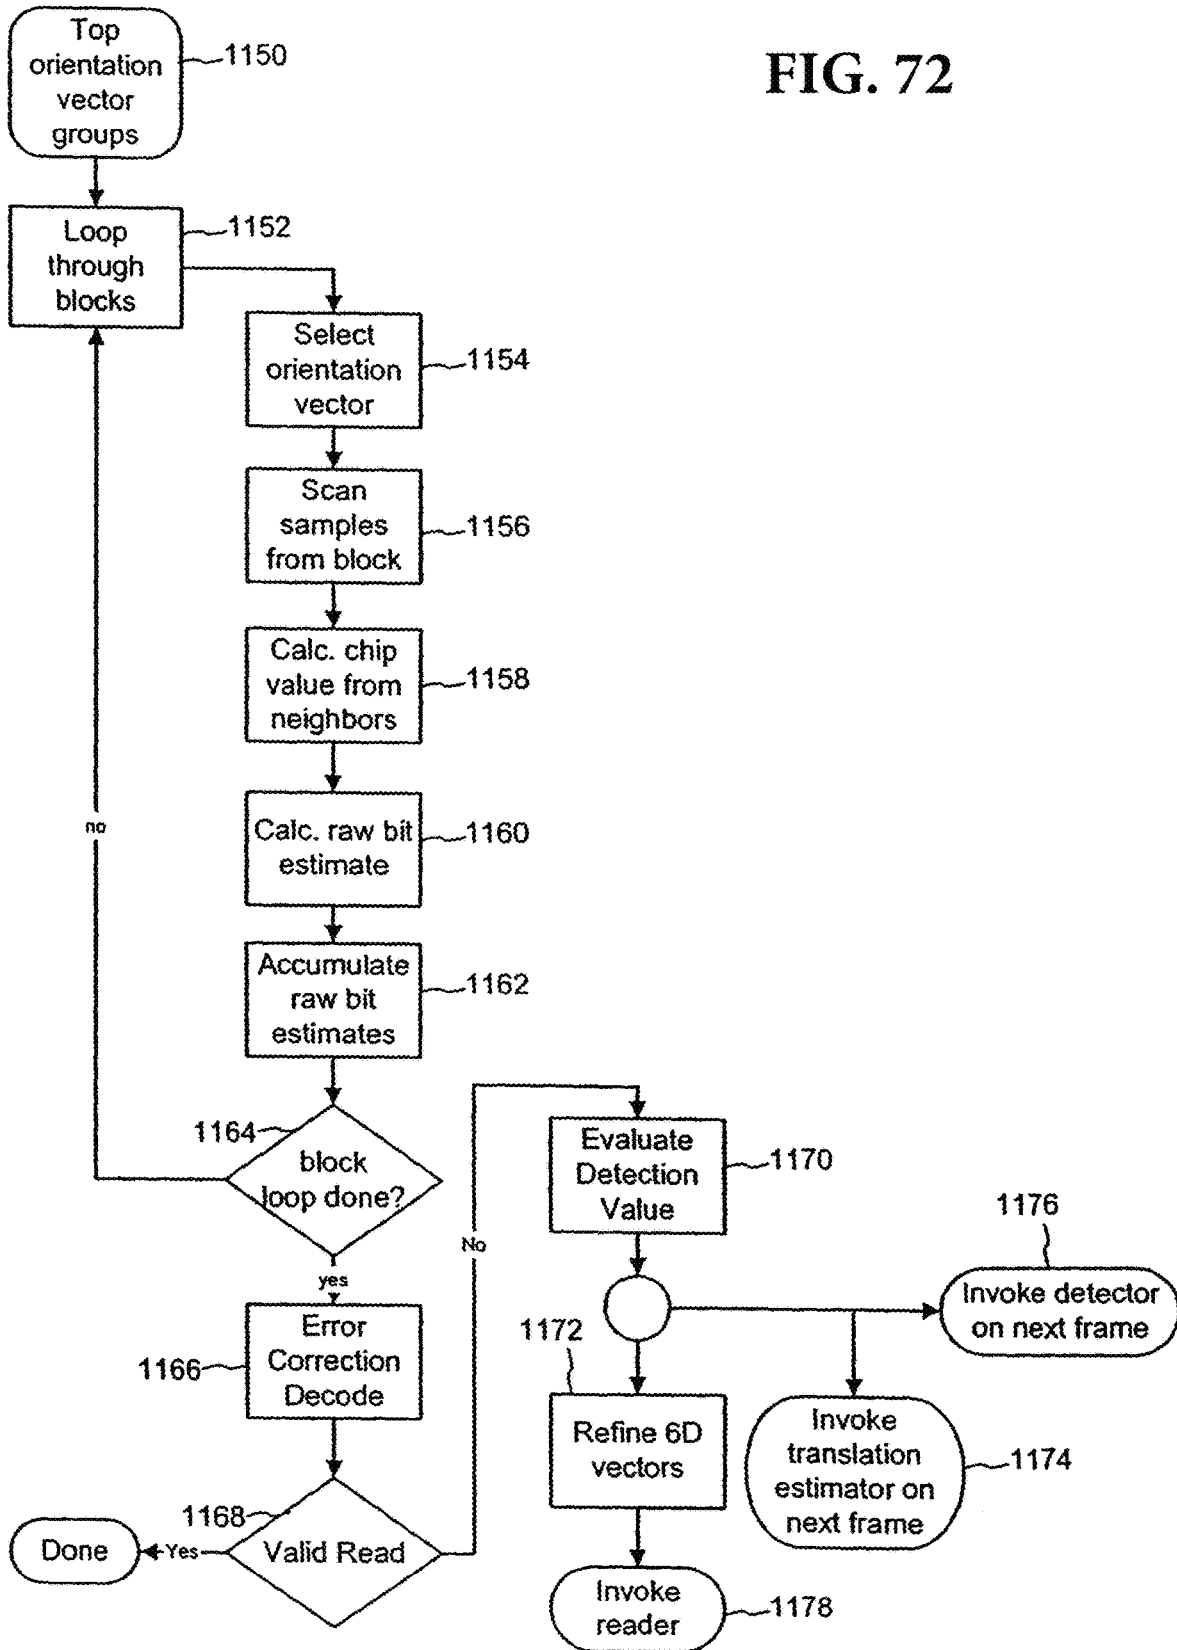 FIG. 72
Top
orientation
vector
groups
1150
Loop
through
blocks
1152
Select
orientation
vector
1154
Scan
samples
from block
1156
Calc. chip
value from
neighbors
1158
Calc. raw bit
estimate
1160
Accumulate
raw bit
estimates
1162
block
loop done?
1164
no
yes
Error
Correction
Decode
1166
Valid Read
1168
Yes
Done
No
Evaluate
Detection
Value
1170
1172
Refine 6D
vectors
Invoke
translation
estimator on
next frame
1174
1176
Invoke detector
on next frame
Invoke
reader
1178